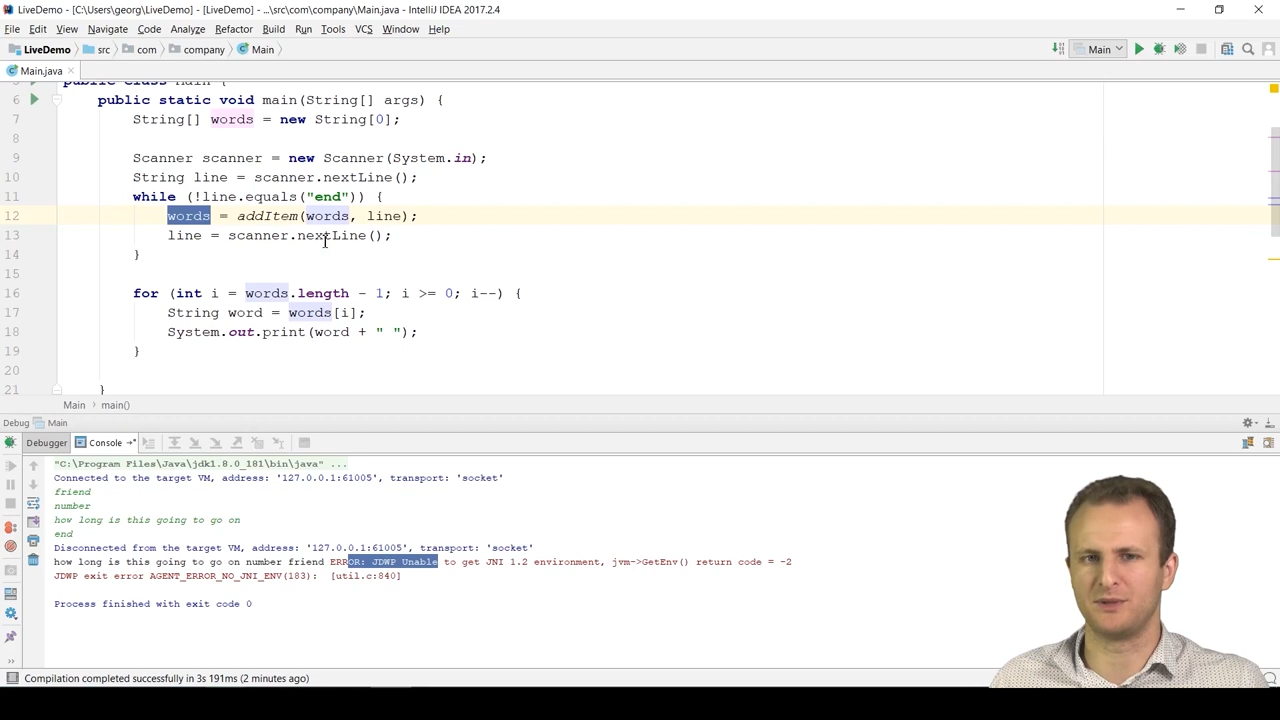 LiveDemo - [C:\Users\georg\LiveDemo] - [LiveDemo] - ...\src\com\company\Main.java - IntelliJ IDEA 2017.2.4
File Edit View Navigate Code Analyze Refactor Build Run Tools VCS Window Help
LiveDemo src com company Main Main
Main.java
public class Main {
6 public static void main(String[] args) {
7 String[] words = new String[0];
8
9 Scanner scanner = new Scanner(System.in);
10 String line = scanner.nextLine();
11 while (!line.equals("end")) {
12 words = addItem(words, line);
13 line = scanner.nextLine();
14 }
15
16 for (int i = words.length - 1; i >= 0; i--) {
17 String word = words[i];
18 System.out.print(word + " ");
19 }
20
21 }
Main main()
Debug Main
Debugger Console
"C:\Program Files\Java\jdk1.8.0_181\bin\java" ...
Connected to the target VM, address: '127.0.0.1:61005', transport: 'socket'
friend
number
how long is this going to go on
end
Disconnected from the target VM, address: '127.0.0.1:61005', transport: 'socket'
how long is this going to go on number friend ERROR: JDWP Unable to get JNI 1.2 environment, jvm->GetEnv() return code = -2
JDWP exit error AGENT_ERROR_NO_JNI_ENV(183): [util.c:840]
Process finished with exit code 0
Compilation completed successfully in 3s 191ms (2 minutes ago)